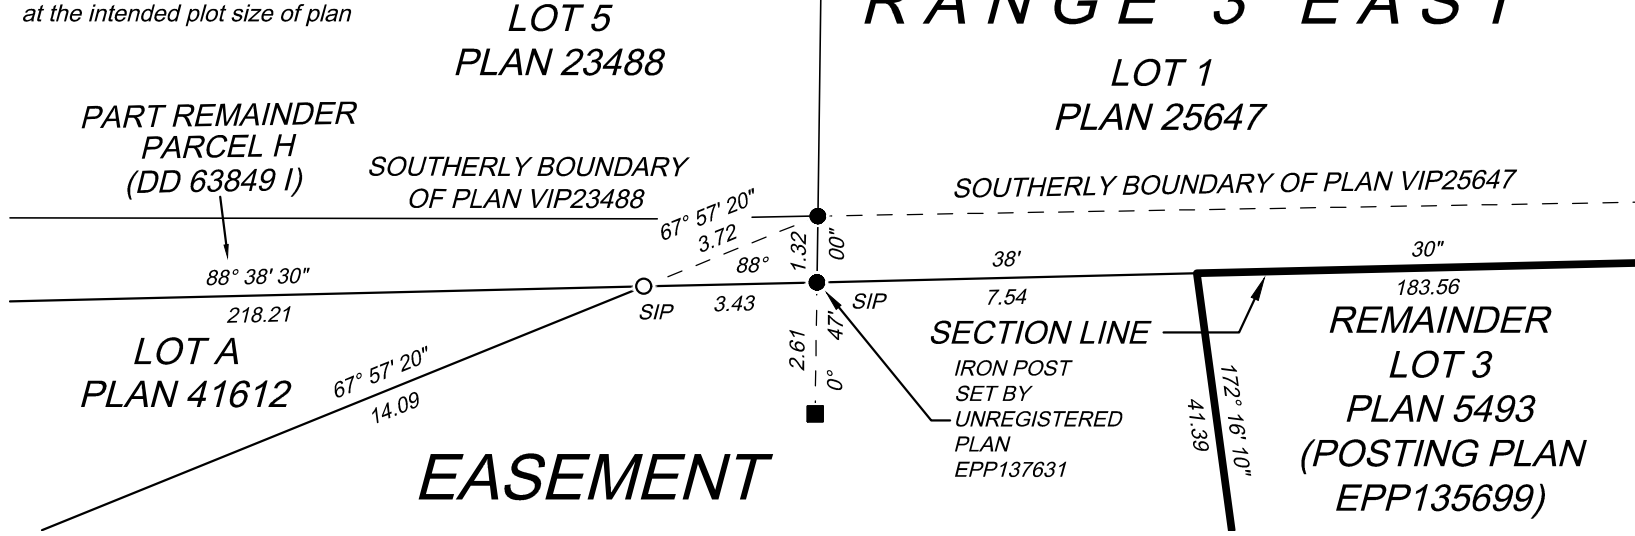 at the intended plot size of plan
RANGE 3 EAST
LOT 5
PLAN 23488
LOT 1
PLAN 25647
PART REMAINDER
PARCEL H
(DD 63849 I)
SOUTHERLY BOUNDARY
OF PLAN VIP23488
SOUTHERLY BOUNDARY OF PLAN VIP25647
67° 57' 20"
3.72
1.32
00"
88° 38' 30"
218.21
88°
3.43
38'
7.54
30"
183.56
SIP
SIP
2.61
0°
47'
SECTION LINE
IRON POST
SET BY
UNREGISTERED
PLAN
EPP137631
LOT A
PLAN 41612
67° 57' 20"
14.09
EASEMENT
172° 16' 10"
41.39
REMAINDER
LOT 3
PLAN 5493
(POSTING PLAN
EPP135699)